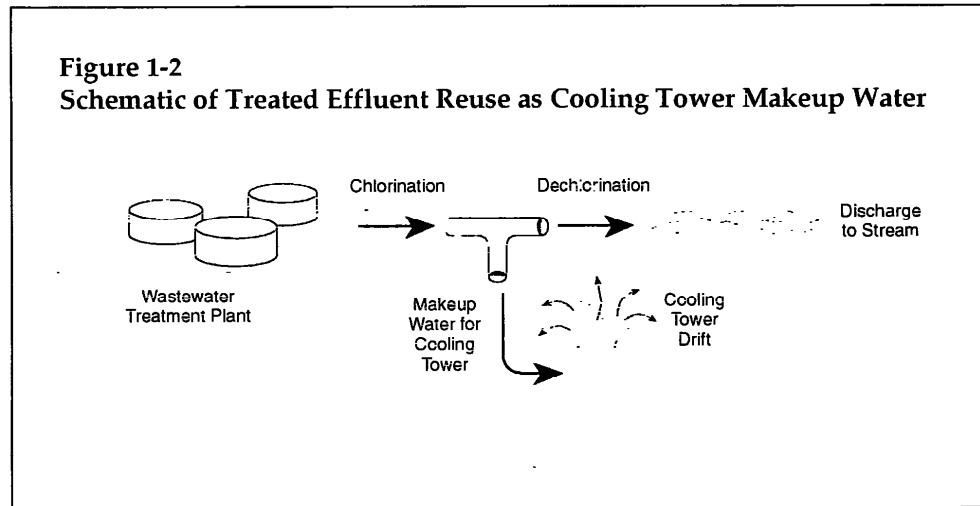 Figure 1-2
Schematic of Treated Effluent Reuse as Cooling Tower Makeup Water
Chlorination
Dechlorination
Discharge
to Stream
Wastewater
Treatment Plant
Makeup
Water for
Cooling
Tower
Cooling
Tower
Drift